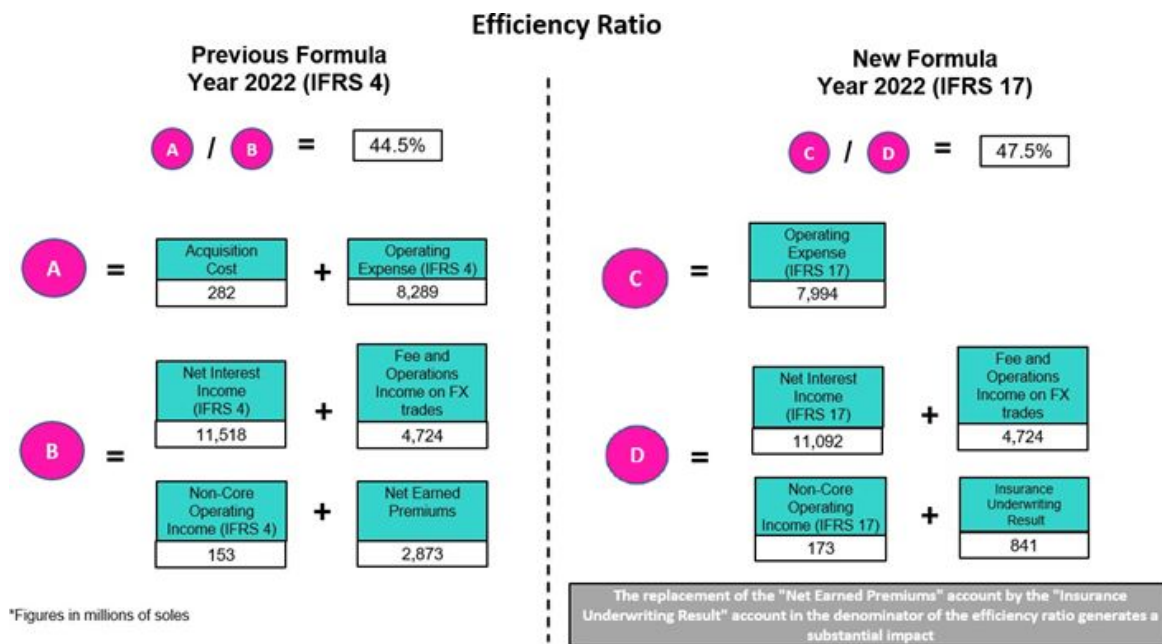 Efficiency Ratio
Previous Formula
Year 2022 (IFRS 4)
A / B = 44.5%
A = Acquisition Cost 282 + Operating Expense (IFRS 4) 8,289
B = Net Interest Income (IFRS 4) 11,518 + Fee and Operations Income on FX trades 4,724
Non-Core Operating Income (IFRS 4) 153 + Net Earned Premiums 2,873
*Figures in millions of soles
New Formula
Year 2022 (IFRS 17)
C / D = 47.5%
C = Operating Expense (IFRS 17) 7,994
D = Net Interest Income (IFRS 17) 11,092 + Fee and Operations Income on FX trades 4,724
Non-Core Operating Income (IFRS 17) 173 + Insurance Underwriting Result 841
The replacement of the "Net Earned Premiums" account by the "Insurance
Underwriting Result" account in the denominator of the efficiency ratio generates a
substantial impact